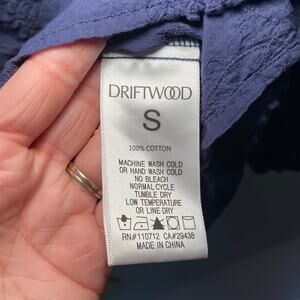 DRIFTWOOD
S
100% COTTON
MACHINE WASH COLD
OR HAND WASH COLD
NO BLEACH
NORMAL CYCLE
TUMBLE DRY
LOW TEMPERATURE
OR LINE DRY
RN#110712 CA#29438
MADE IN CHINA